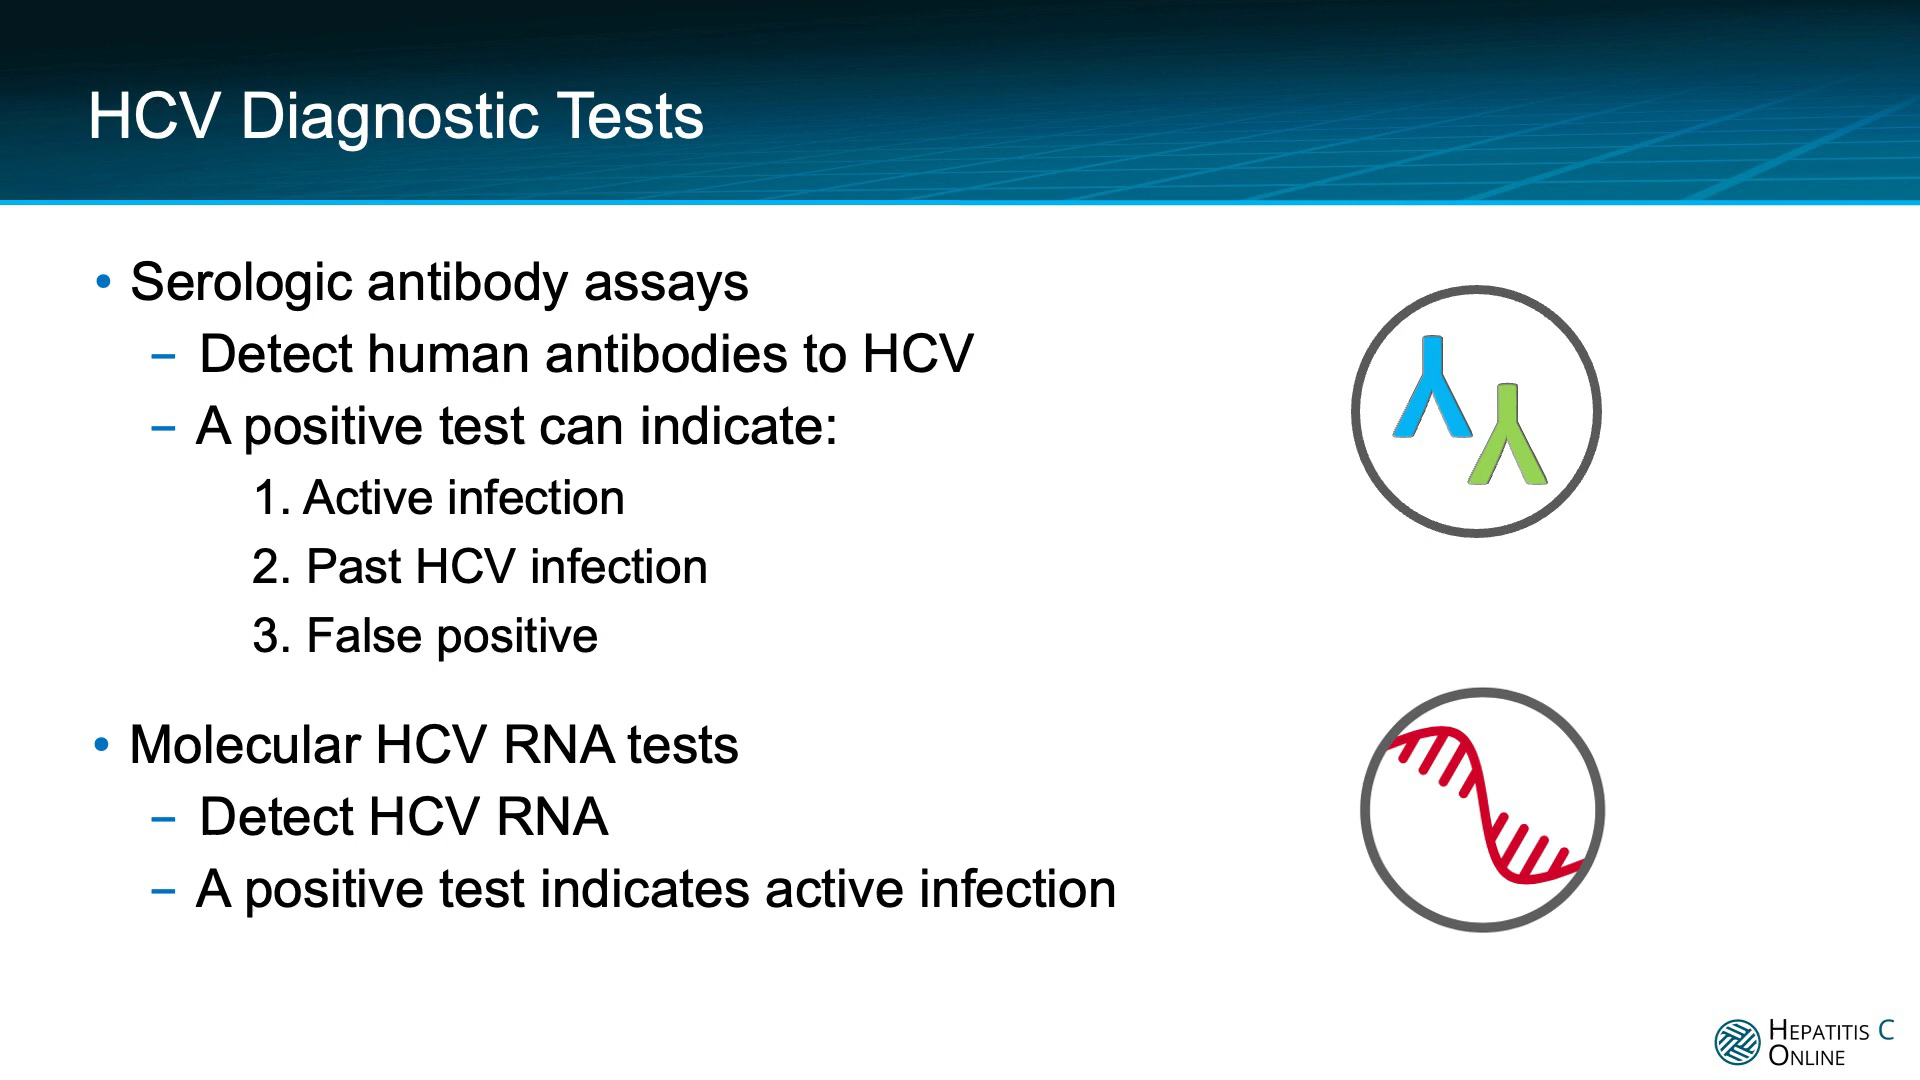 HCV Diagnostic Tests
• Serologic antibody assays
– Detect human antibodies to HCV
– A positive test can indicate:
1. Active infection
2. Past HCV infection
3. False positive
• Molecular HCV RNA tests
– Detect HCV RNA
– A positive test indicates active infection
HEPATITIS C
ONLINE